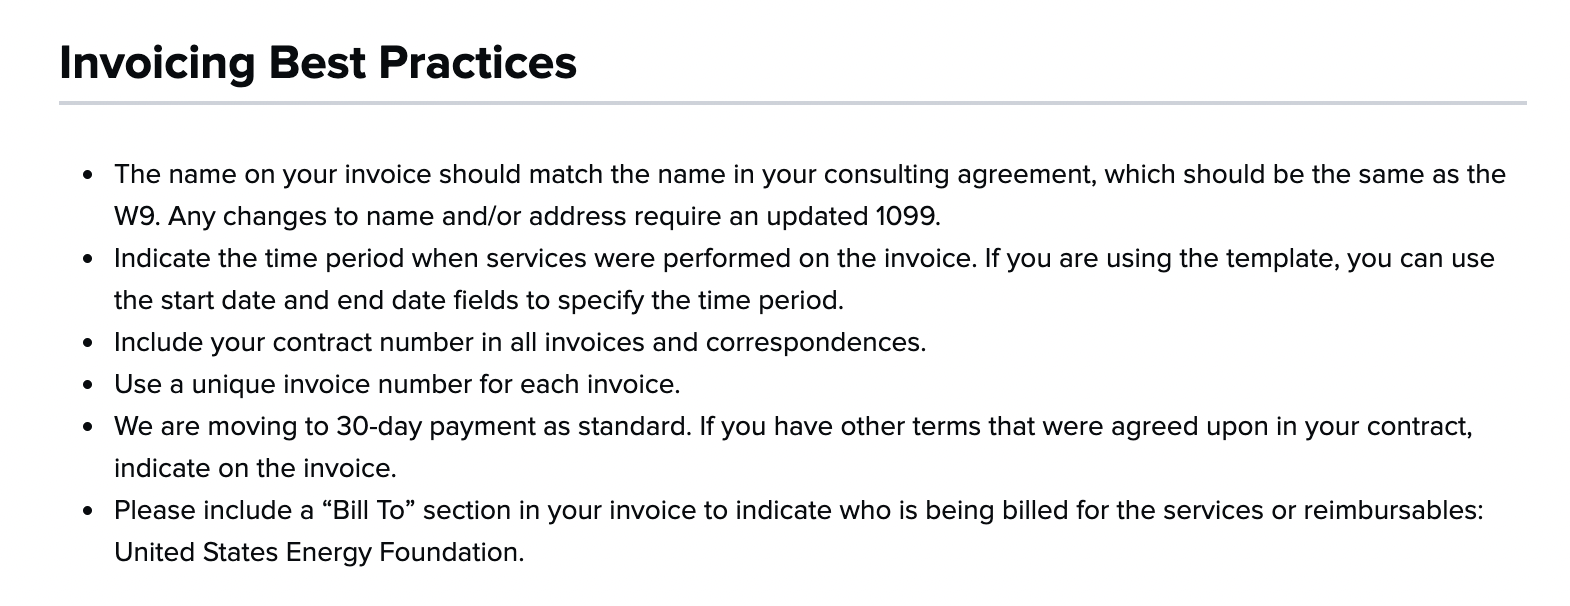 Invoicing Best Practices
• The name on your invoice should match the name in your consulting agreement, which should be the same as the
W9. Any changes to name and/or address require an updated 1099.
• Indicate the time period when services were performed on the invoice. If you are using the template, you can use
the start date and end date fields to specify the time period.
• Include your contract number in all invoices and correspondences.
• Use a unique invoice number for each invoice.
• We are moving to 30-day payment as standard. If you have other terms that were agreed upon in your contract,
indicate on the invoice.
• Please include a “Bill To” section in your invoice to indicate who is being billed for the services or reimbursables:
United States Energy Foundation.